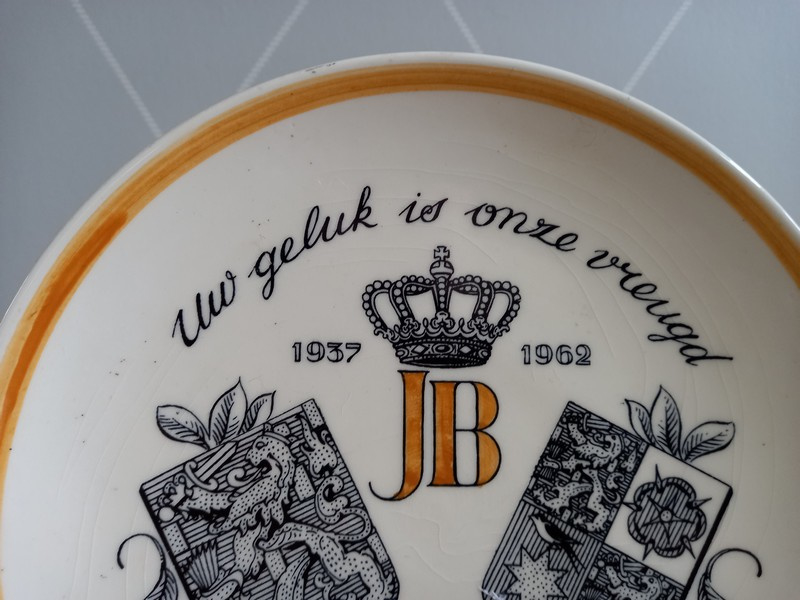 Uw geluk is onze vreugd
1937 1962
JB